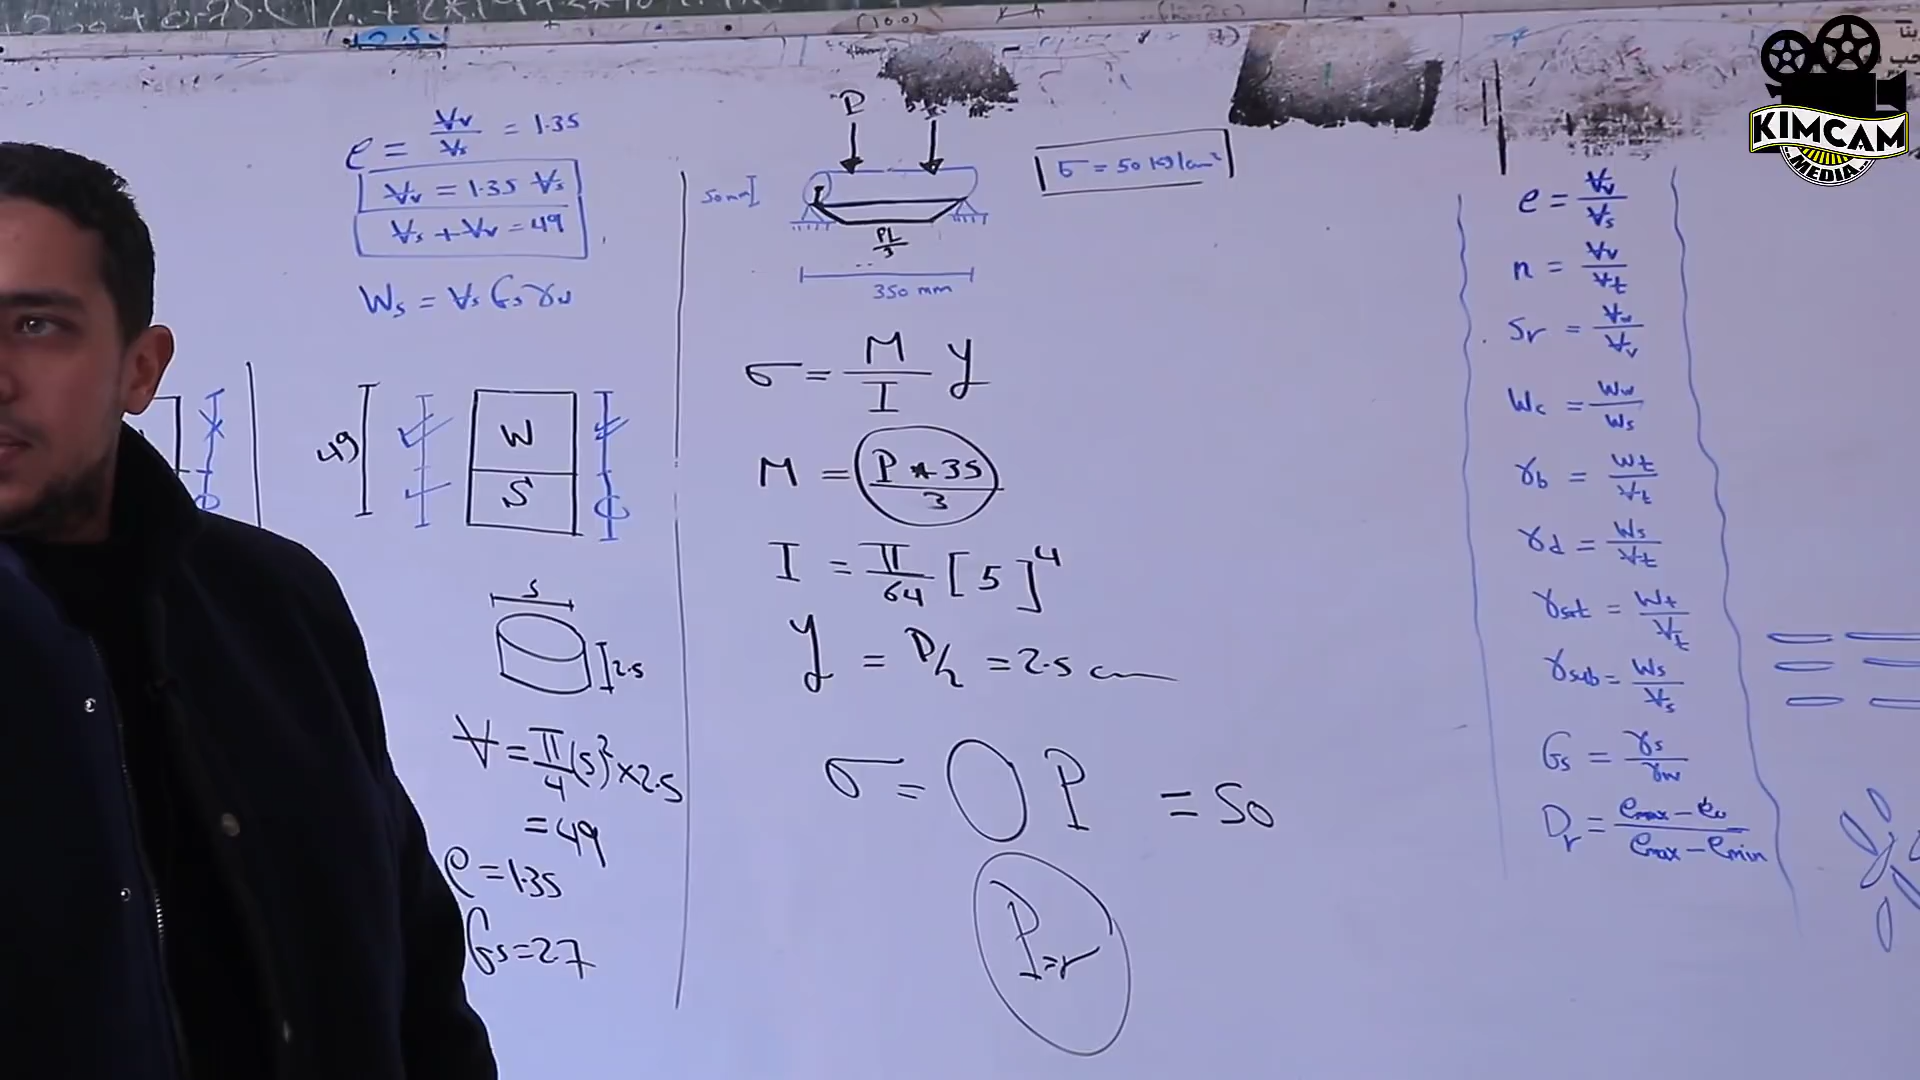 e = Vv/Vs = 1.35
Vv = 1.35 Vs
Vs + Vv = 49
Ws = Vs Gs γw
49
W
S
5
2.5
V = π/4 (5)² × 2.5
= 49
e = 1.35
Gs = 2.7
P
50 mm
PL/3
350 mm
σ = 50 kg/cm²
σ = M/I y
M = P * 35/3
I = π/64 [5]⁴
y = D/2 = 2.5 cm
σ = P = 50
P = r
e = Vv/Vs
n = Vv/Vt
Sr = Vw/Vv
Wc = Ww/Ws
γb = Wt/Vt
γd = Ws/Vt
γsat = Wt/Vt
γsub = Ws/Vs
Gs = γs/γw
Dr = emax - eo/emax - emin
KIMCAM
MEDIA